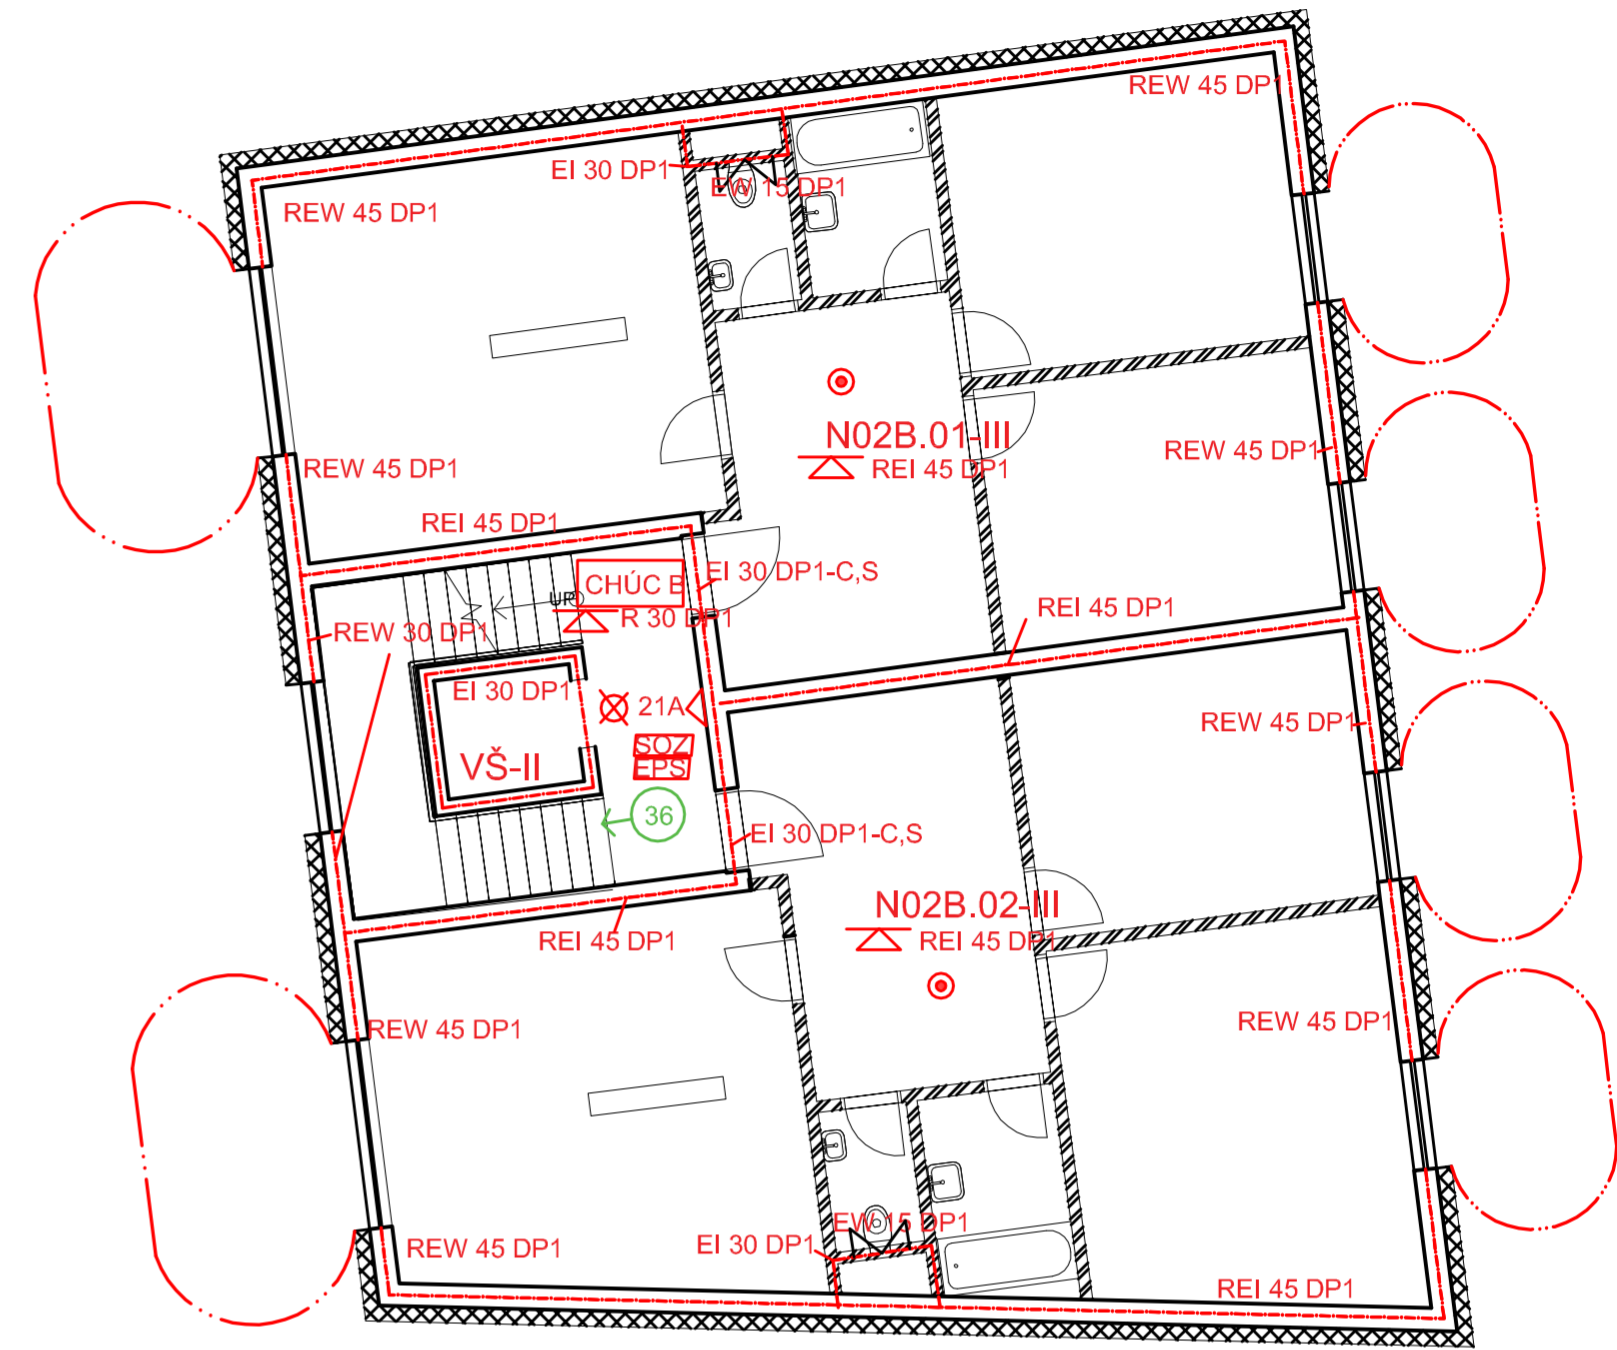 REW 45 DP1
EI 30 DP1
EW 15 DP1
REW 45 DP1
N02B.01-III
REI 45 DP1
REW 45 DP1
REW 45 DP1
REI 45 DP1
EI 30 DP1-C,S
CHÚC B
UP
R 30 DP1
REI 45 DP1
REW 30 DP1
EI 30 DP1
21A
REW 45 DP1
SOZ
VŠ-II
EPS
36
EI 30 DP1-C,S
N02B.02-III
REI 45 DP1
REI 45 DP1
REW 45 DP1
REW 45 DP1
EW 15 DP1
EI 30 DP1
REW 45 DP1
REI 45 DP1